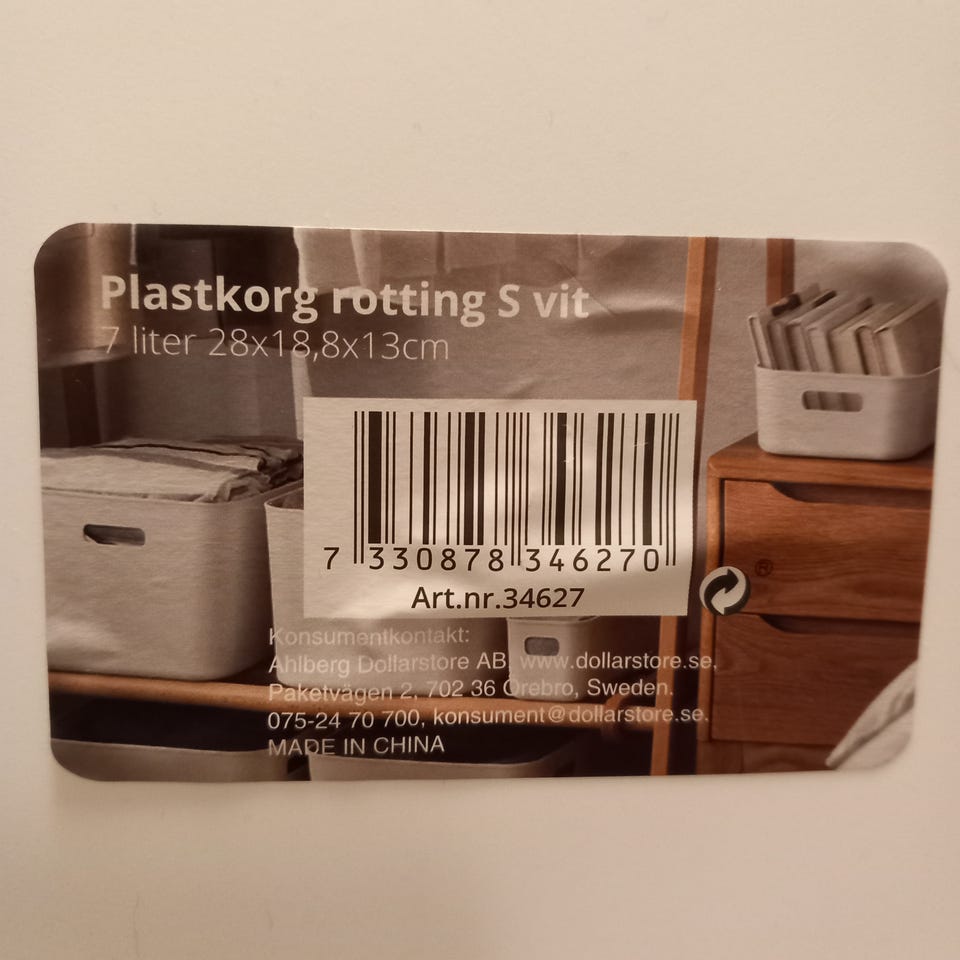 Plastkorg rotting S vit
7 liter 28x18,8x13cm
7 330878 346270
Art.nr.34627
®
Konsumentkontakt:
Ahlberg Dollarstore AB, www.dollarstore.se,
Paketvägen 2, 702 36 Örebro, Sweden.
075-24 70 700, konsument@dollarstore.se.
MADE IN CHINA